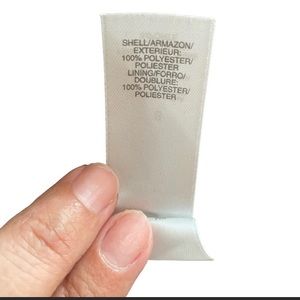 SHELL/ARMAZON/
EXTERIEUR:
100% POLYESTER/
POLIESTER
LINING/FORRO/
DOUBLURE:
100% POLYESTER/
POLIESTER